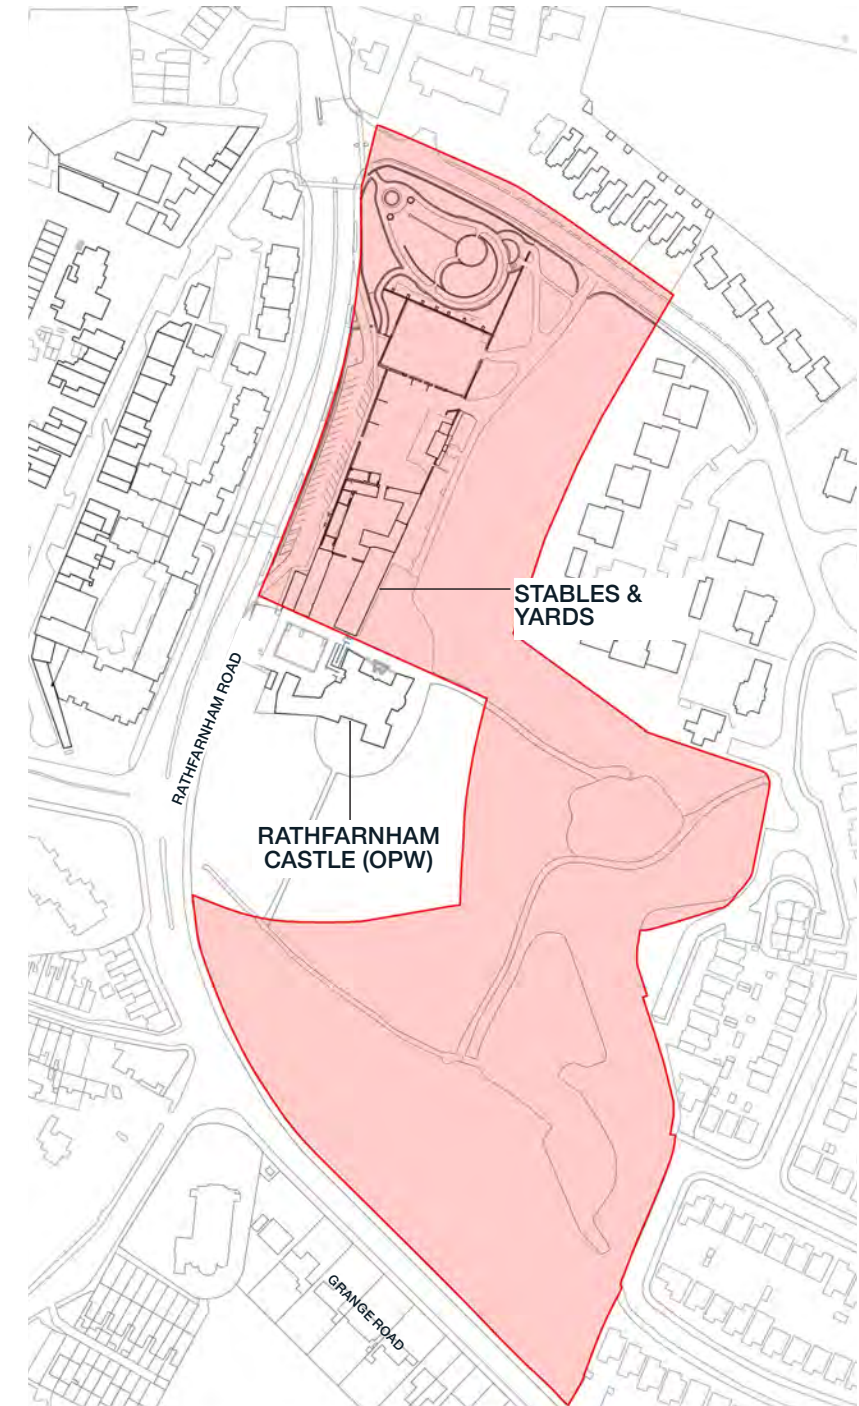 STABLES &
YARDS
RATHFARNHAM ROAD
RATHFARNHAM
CASTLE (OPW)
GRANGE ROAD